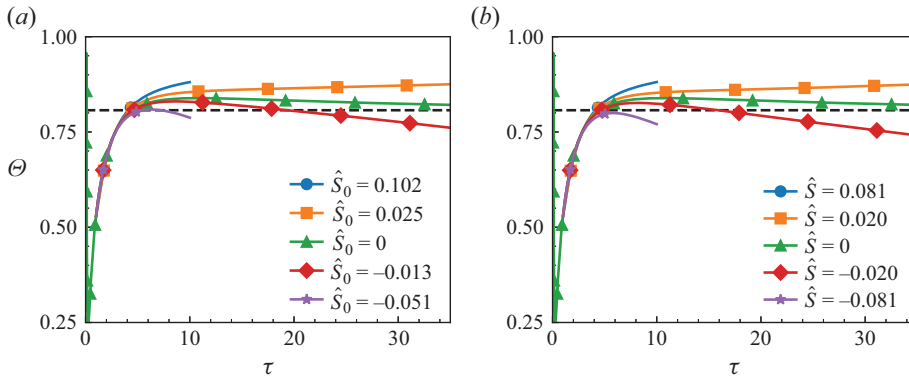 (a)
1.00
0.75
Θ
0.50
0.25
Ŝ₀ = 0.102
Ŝ₀ = 0.025
Ŝ₀ = 0
Ŝ₀ = –0.013
Ŝ₀ = –0.051
0 10 20 30
τ
(b)
1.00
0.75
0.50
0.25
Ŝ = 0.081
Ŝ = 0.020
Ŝ = 0
Ŝ = –0.020
Ŝ = –0.081
0 10 20 30
τ